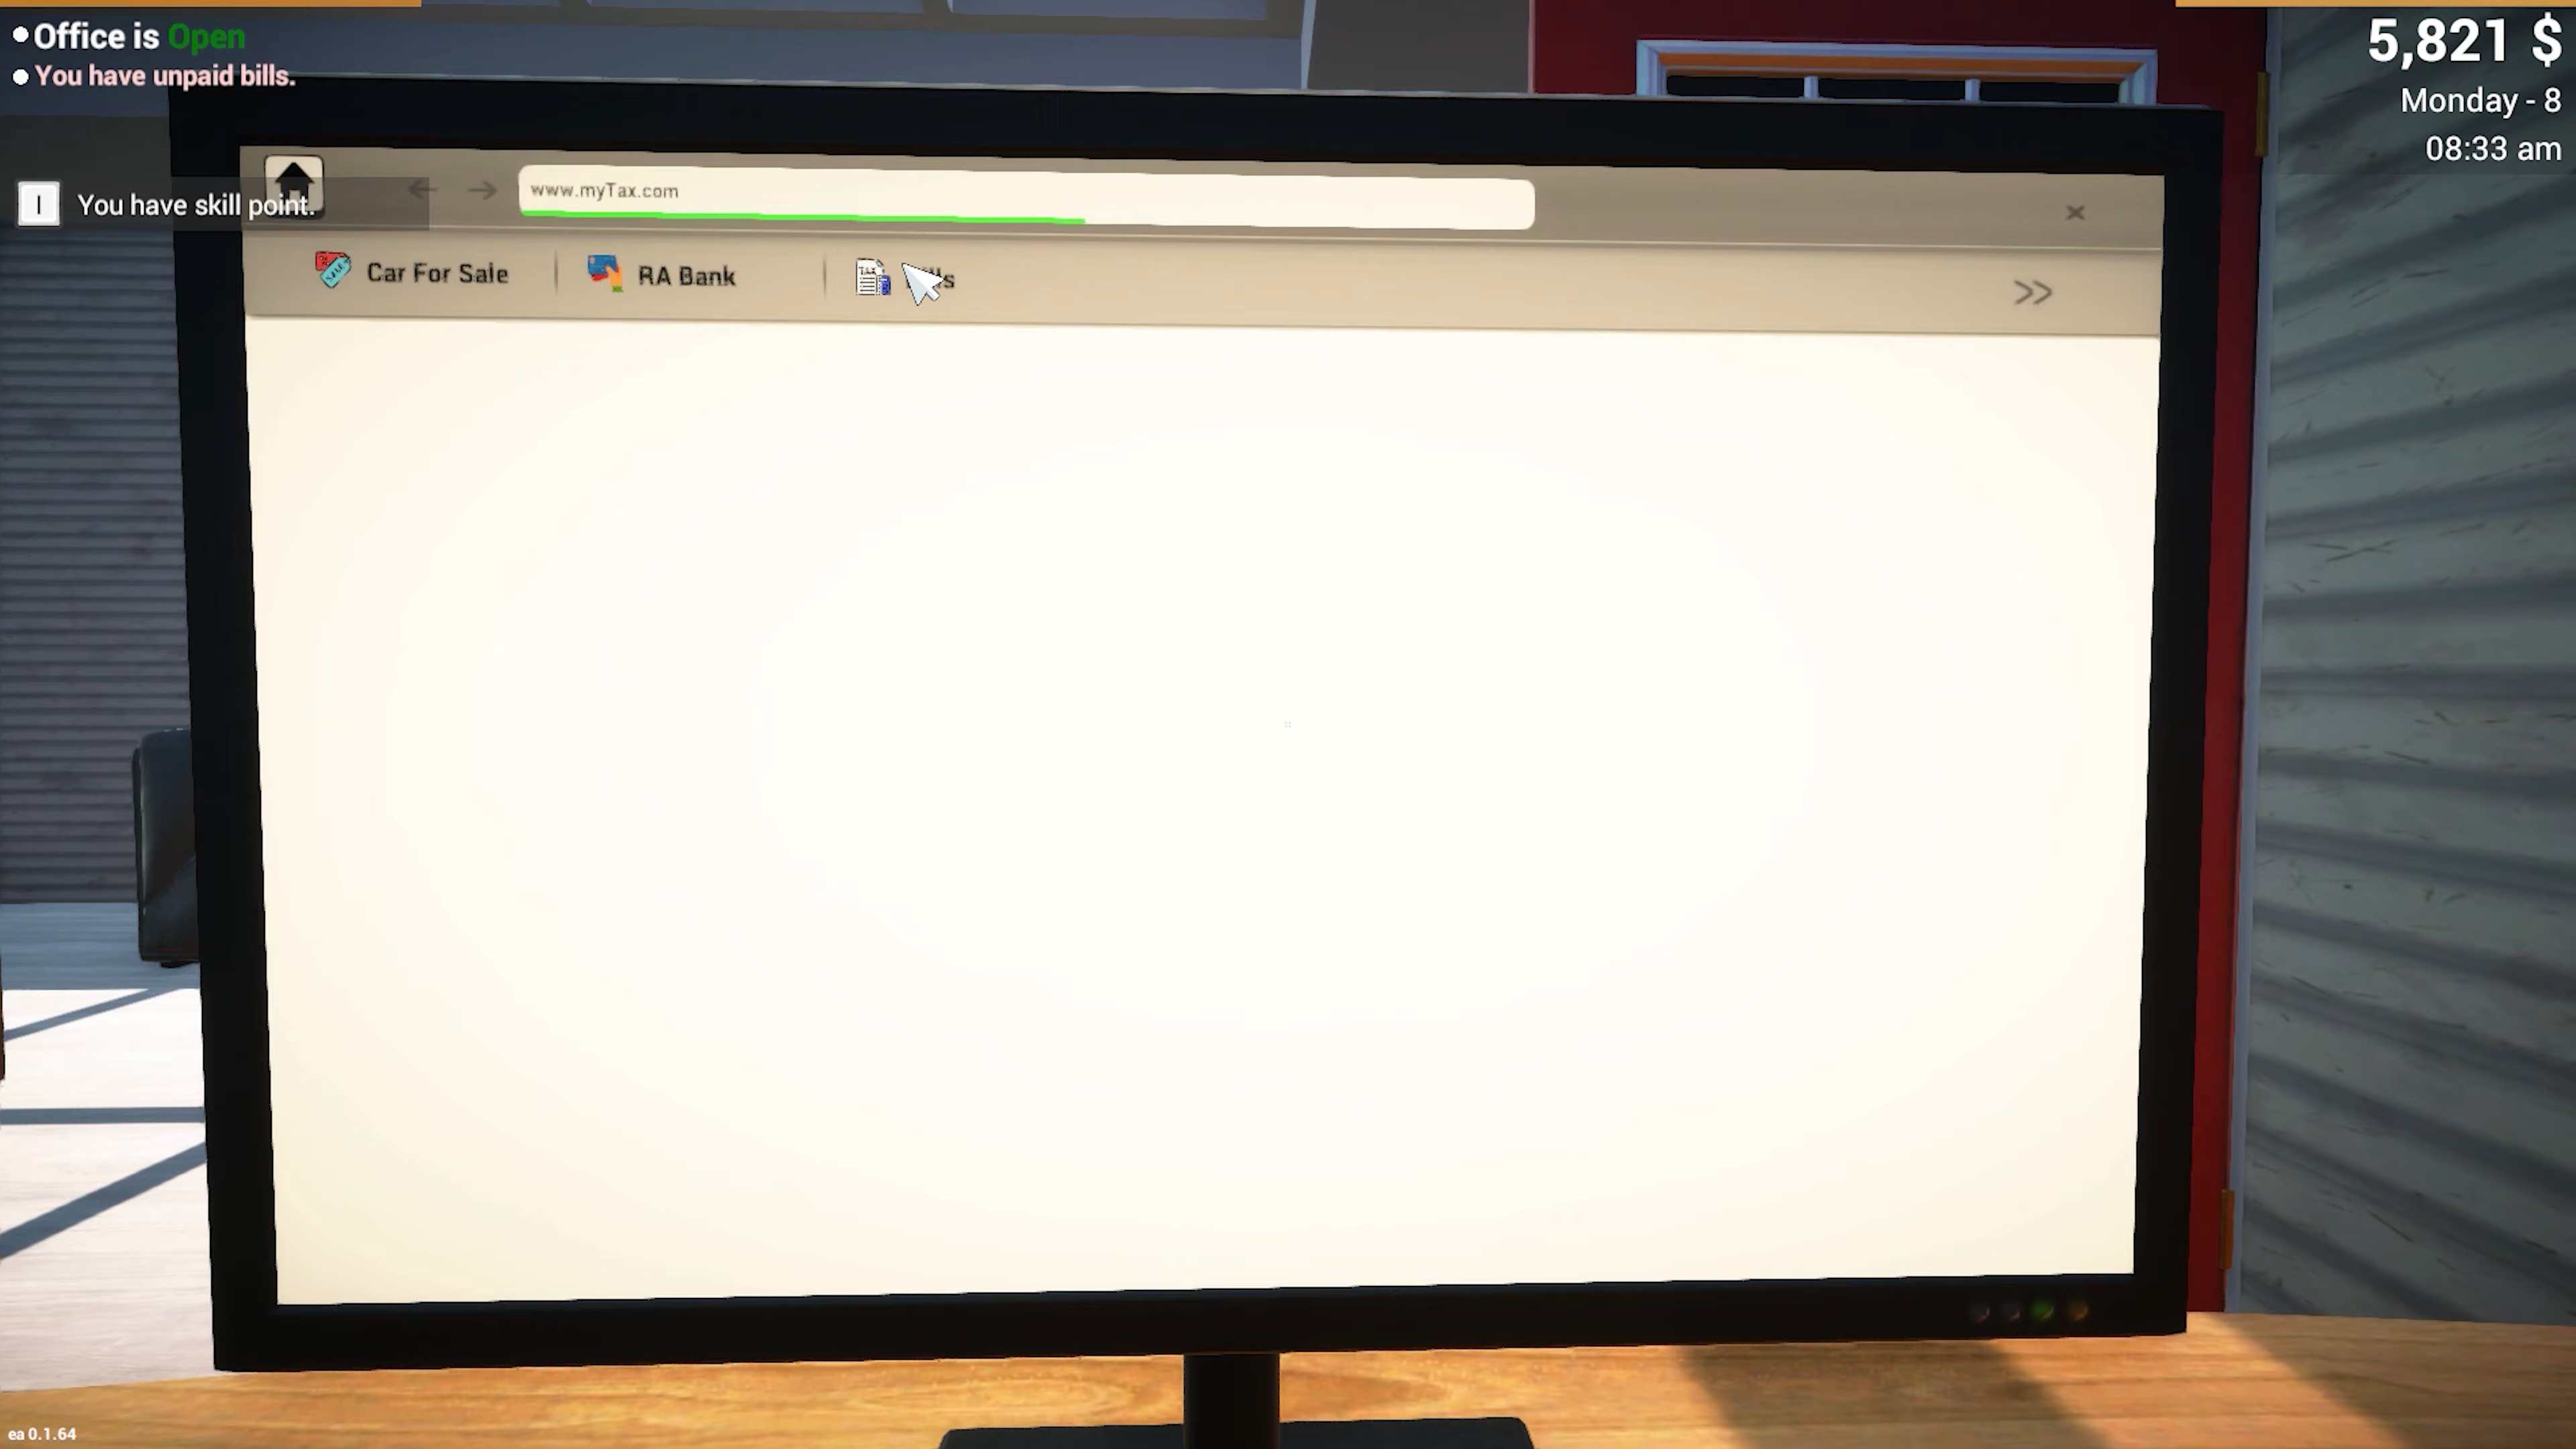 Office is Open
You have unpaid bills.
5,821 $
Monday - 8
08:33 am
I
You have skill point.
www.myTax.com
Car For Sale
RA Bank
TAX
ea 0.1.64